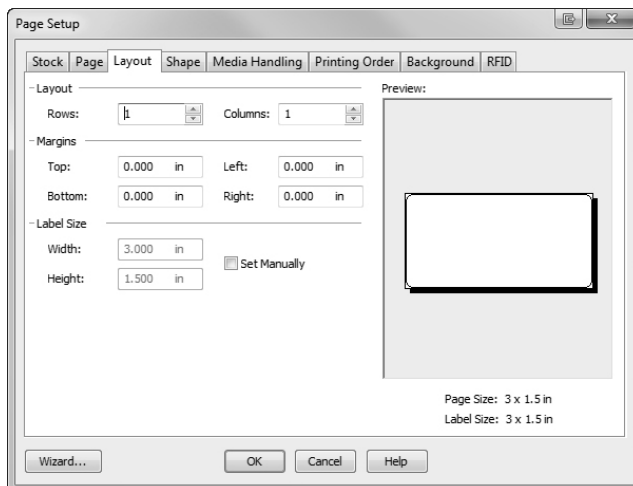 Page Setup
Stock Page Layout Shape Media Handling Printing Order Background RFID
Layout
Rows: 1 Columns: 1
Margins
Top: 0.000 in Left: 0.000 in
Bottom: 0.000 in Right: 0.000 in
Label Size
Width: 3.000 in
Set Manually
Height: 1.500 in
Preview:
Page Size: 3 x 1.5 in
Label Size: 3 x 1.5 in
Wizard... OK Cancel Help